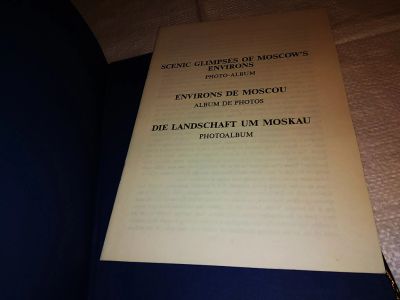 SCENIC GLIMPSES OF MOSCOW'S
ENVIRONS
PHOTO-ALBUM
ENVIRONS DE MOSCOU
ALBUM DE PHOTOS
DIE LANDSCHAFT UM MOSKAU
PHOTOALBUM